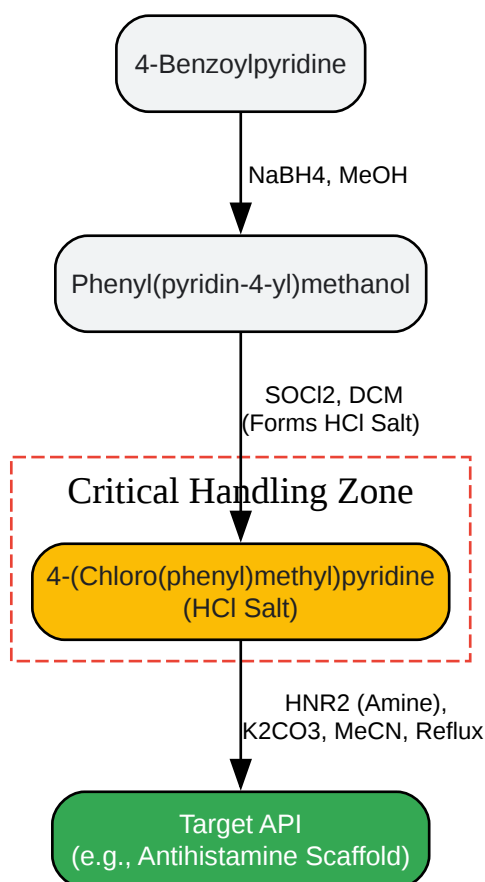 4-Benzoylpyridine
NaBH4, MeOH
Phenyl(pyridin-4-yl)methanol
SOCl2, DCM
(Forms HCl Salt)
Critical Handling Zone
4-(Chloro(phenyl)methyl)pyridine
(HCl Salt)
HNR2 (Amine),
K2CO3, MeCN, Reflux
Target API
(e.g., Antihistamine Scaffold)